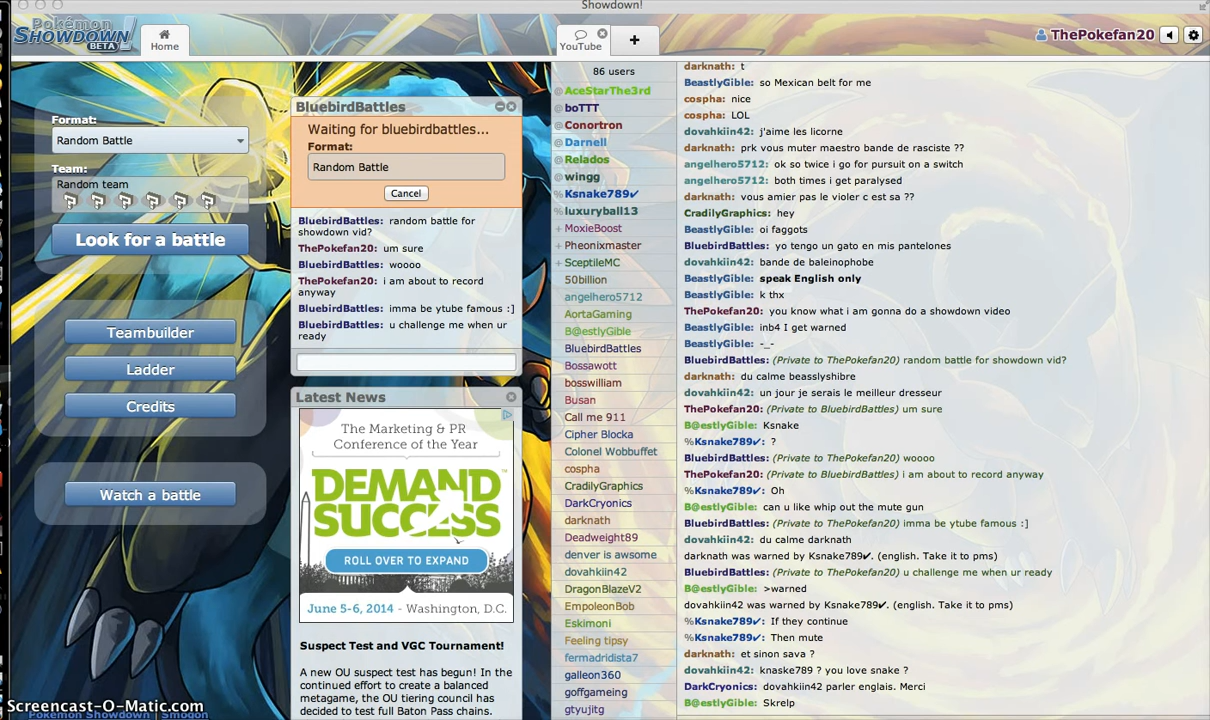 Showdown!
Pokémon
SHOWDOWN!
BETA
Home
YouTube
ThePokefan20
Format:
Random Battle
Team:
Random team
Look for a battle
Teambuilder
Ladder
Credits
Watch a battle
BluebirdBattles
Waiting for bluebirdbattles...
Format:
Random Battle
Cancel
BluebirdBattles: random battle for
showdown vid?
ThePokefan20: um sure
BluebirdBattles: woooo
ThePokefan20: i am about to record
anyway
BluebirdBattles: imma be ytube famous :]
BluebirdBattles: u challenge me when ur
ready
Latest News
The Marketing & PR
Conference of the Year
DEMAND
SUCCESS
ROLL OVER TO EXPAND
June 5-6, 2014 - Washington, D.C.
Suspect Test and VGC Tournament!
A new OU suspect test has begun! In the
continued effort to create a balanced
metagame, the OU tiering council has
decided to test full Baton Pass chains.
86 users
@AceStarThe3rd
@boTTT
@Conortron
@Darnell
@Relados
@wingg
%Ksnake789✔
%luxuryball13
+MoxieBoost
+Pheonixmaster
+SceptileMC
50billion
angelhero5712
AortaGaming
B@estlyGible
BluebirdBattles
Bossawott
bosswilliam
Busan
Call me 911
Cipher Blocka
Colonel Wobbuffet
cospha
CradilyGraphics
DarkCryonics
darknath
Deadweight89
denver is awsome
dovahkiin42
DragonBlazeV2
EmpoleonBob
Eskimoni
Feeling tipsy
fermadridista7
galleon360
goffgameing
gtyujitg
darknath: t
BeastlyGible: so Mexican belt for me
cospha: nice
cospha: LOL
dovahkiin42: j'aime les licorne
darknath: prk vous muter maestro bande de rasciste ??
angelhero5712: ok so twice i go for pursuit on a switch
angelhero5712: both times i get paralysed
darknath: vous amiez pas le violer c est sa ??
CradilyGraphics: hey
BeastlyGible: oi faggots
BluebirdBattles: yo tengo un gato en mis pantelones
dovahkiin42: bande de baleinophobe
BeastlyGible: speak English only
BeastlyGible: k thx
ThePokefan20: you know what i am gonna do a showdown video
BeastlyGible: inb4 I get warned
BeastlyGible: -_-
BluebirdBattles: (Private to ThePokefan20) random battle for showdown vid?
darknath: du calme beasslyshibre
dovahkiin42: un jour je serais le meilleur dresseur
ThePokefan20: (Private to BluebirdBattles) um sure
B@estlyGible: Ksnake
%Ksnake789✔: ?
BluebirdBattles: (Private to ThePokefan20) woooo
ThePokefan20: (Private to BluebirdBattles) i am about to record anyway
%Ksnake789✔: Oh
B@estlyGible: can u like whip out the mute gun
BluebirdBattles: (Private to ThePokefan20) imma be ytube famous :]
dovahkiin42: du calme darknath
darknath was warned by Ksnake789✔. (english. Take it to pms)
BluebirdBattles: (Private to ThePokefan20) u challenge me when ur ready
B@estlyGible: >warned
dovahkiin42 was warned by Ksnake789✔. (english. Take it to pms)
%Ksnake789✔: If they continue
%Ksnake789✔: Then mute
darknath: et sinon sava ?
dovahkiin42: knaske789 ? you love snake ?
DarkCryonics: dovahkiin42 parler englais. Merci
B@estlyGible: Skrelp
Screencast-O-Matic.com
Pokémon Showdown Smogon